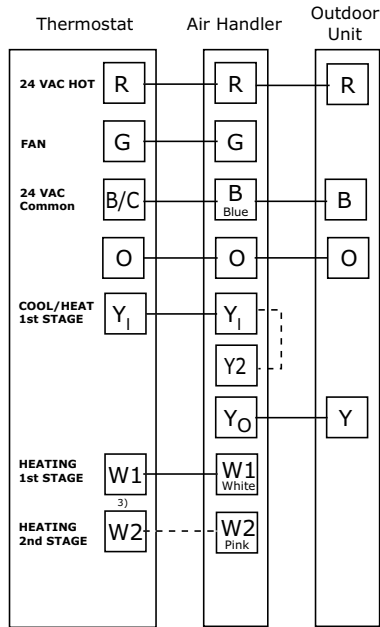 Thermostat
Air Handler
Outdoor
Unit
24 VAC HOT
R
R
R
FAN
G
G
24 VAC
Common
B/C
B
Blue
B
O
O
O
COOL/HEAT
1st STAGE
YI
YI
Y2
YO
Y
HEATING
1st STAGE
W1
3)
W1
White
HEATING
2nd STAGE
W2
W2
Pink